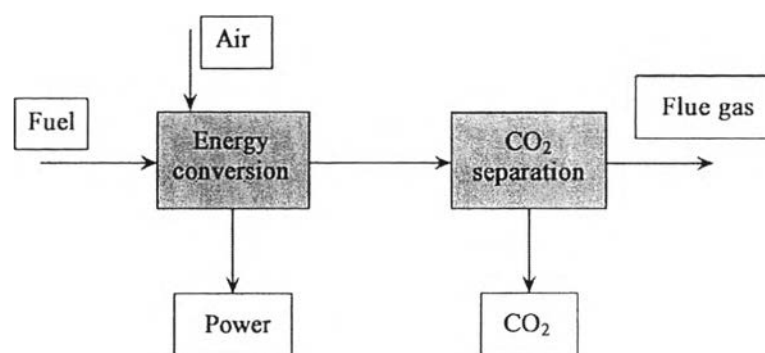 Air
Fuel
Energy
conversion
CO₂
separation
Flue gas
Power
CO₂